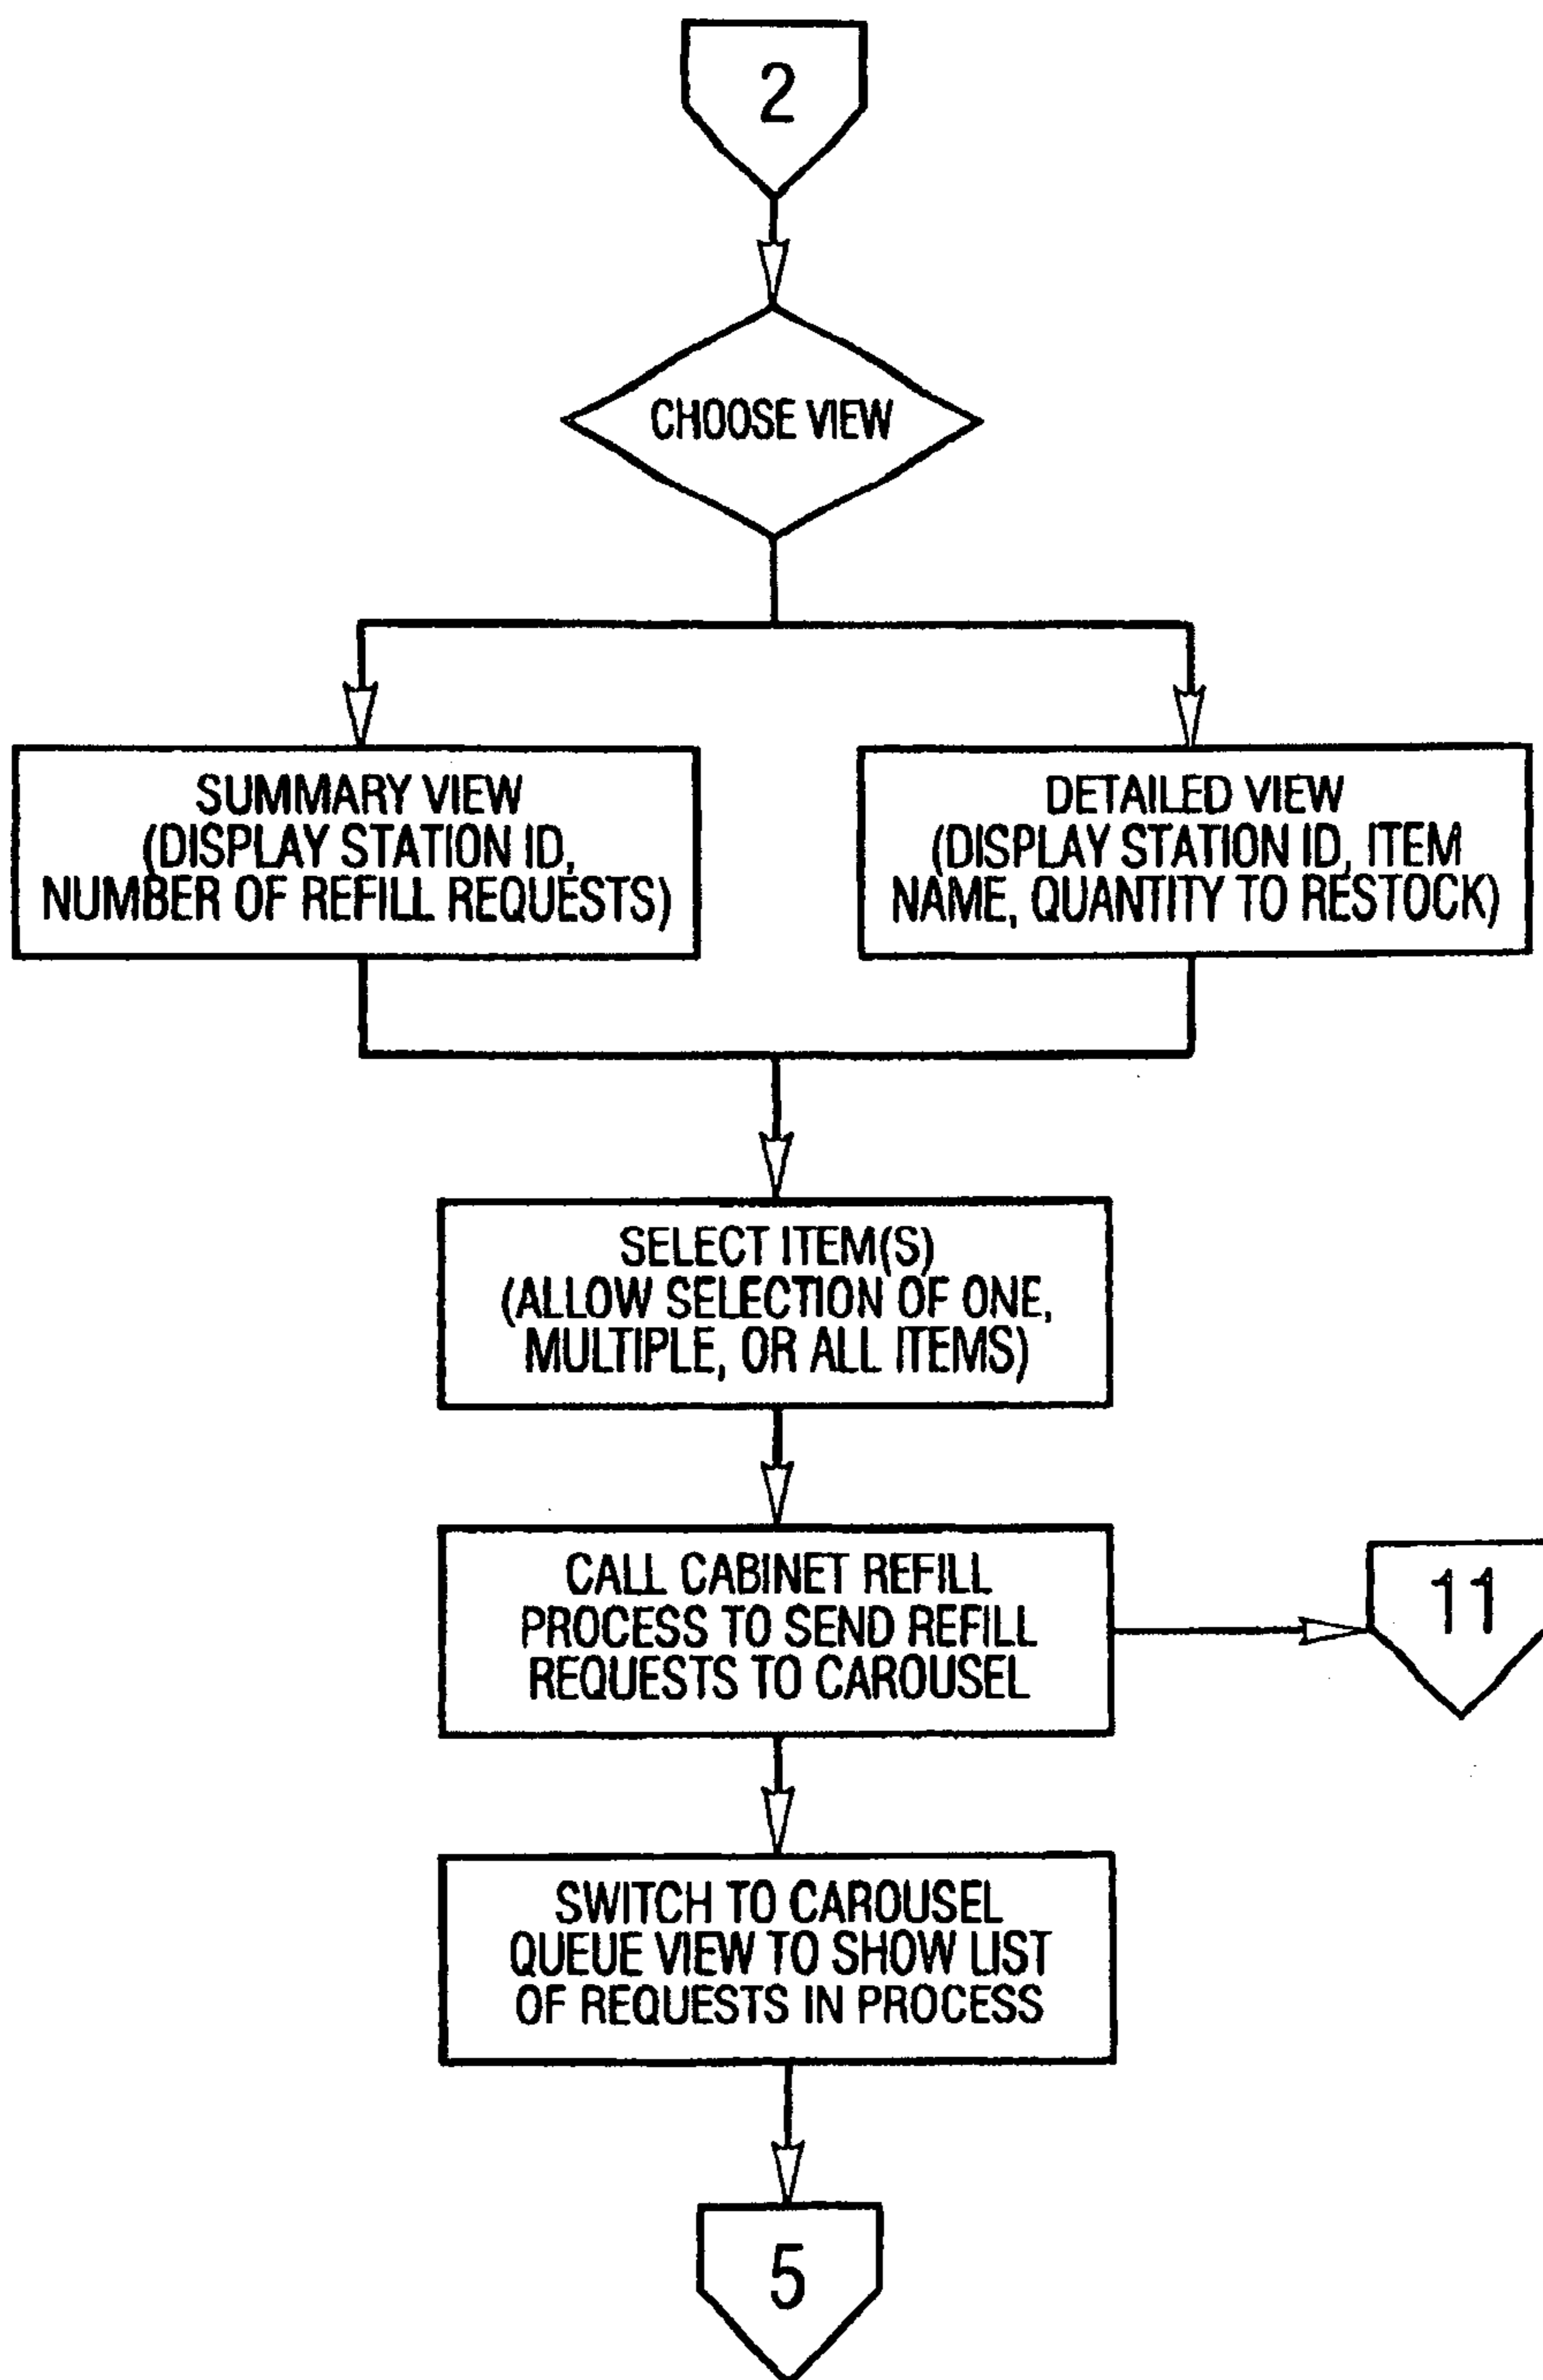 2
CHOOSE VIEW
SUMMARY VIEW
(DISPLAY STATION ID,
NUMBER OF REFILL REQUESTS)
DETAILED VIEW
(DISPLAY STATION ID, ITEM
NAME, QUANTITY TO RESTOCK)
SELECT ITEM(S)
(ALLOW SELECTION OF ONE,
MULTIPLE, OR ALL ITEMS)
CALL CABINET REFILL
PROCESS TO SEND REFILL
REQUESTS TO CAROUSEL
11
SWITCH TO CAROUSEL
QUEUE VIEW TO SHOW LIST
OF REQUESTS IN PROCESS
5